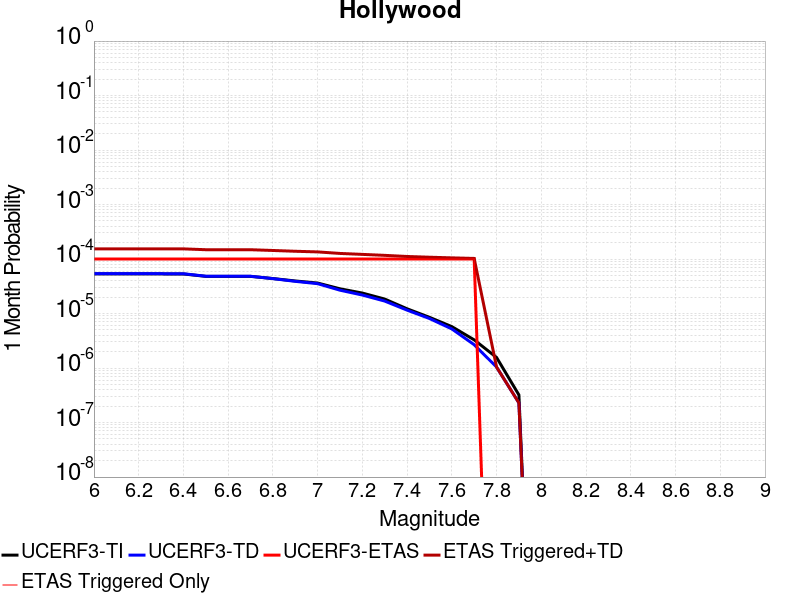 Hollywood
10^0
10^-1
10^-2
10^-3
10^-4
10^-5
10^-6
10^-7
10^-8
1 Month Probability
6 6.2 6.4 6.6 6.8 7 7.2 7.4 7.6 7.8 8 8.2 8.4 8.6 8.8 9
Magnitude
UCERF3-TI UCERF3-TD UCERF3-ETAS ETAS Triggered+TD
ETAS Triggered Only